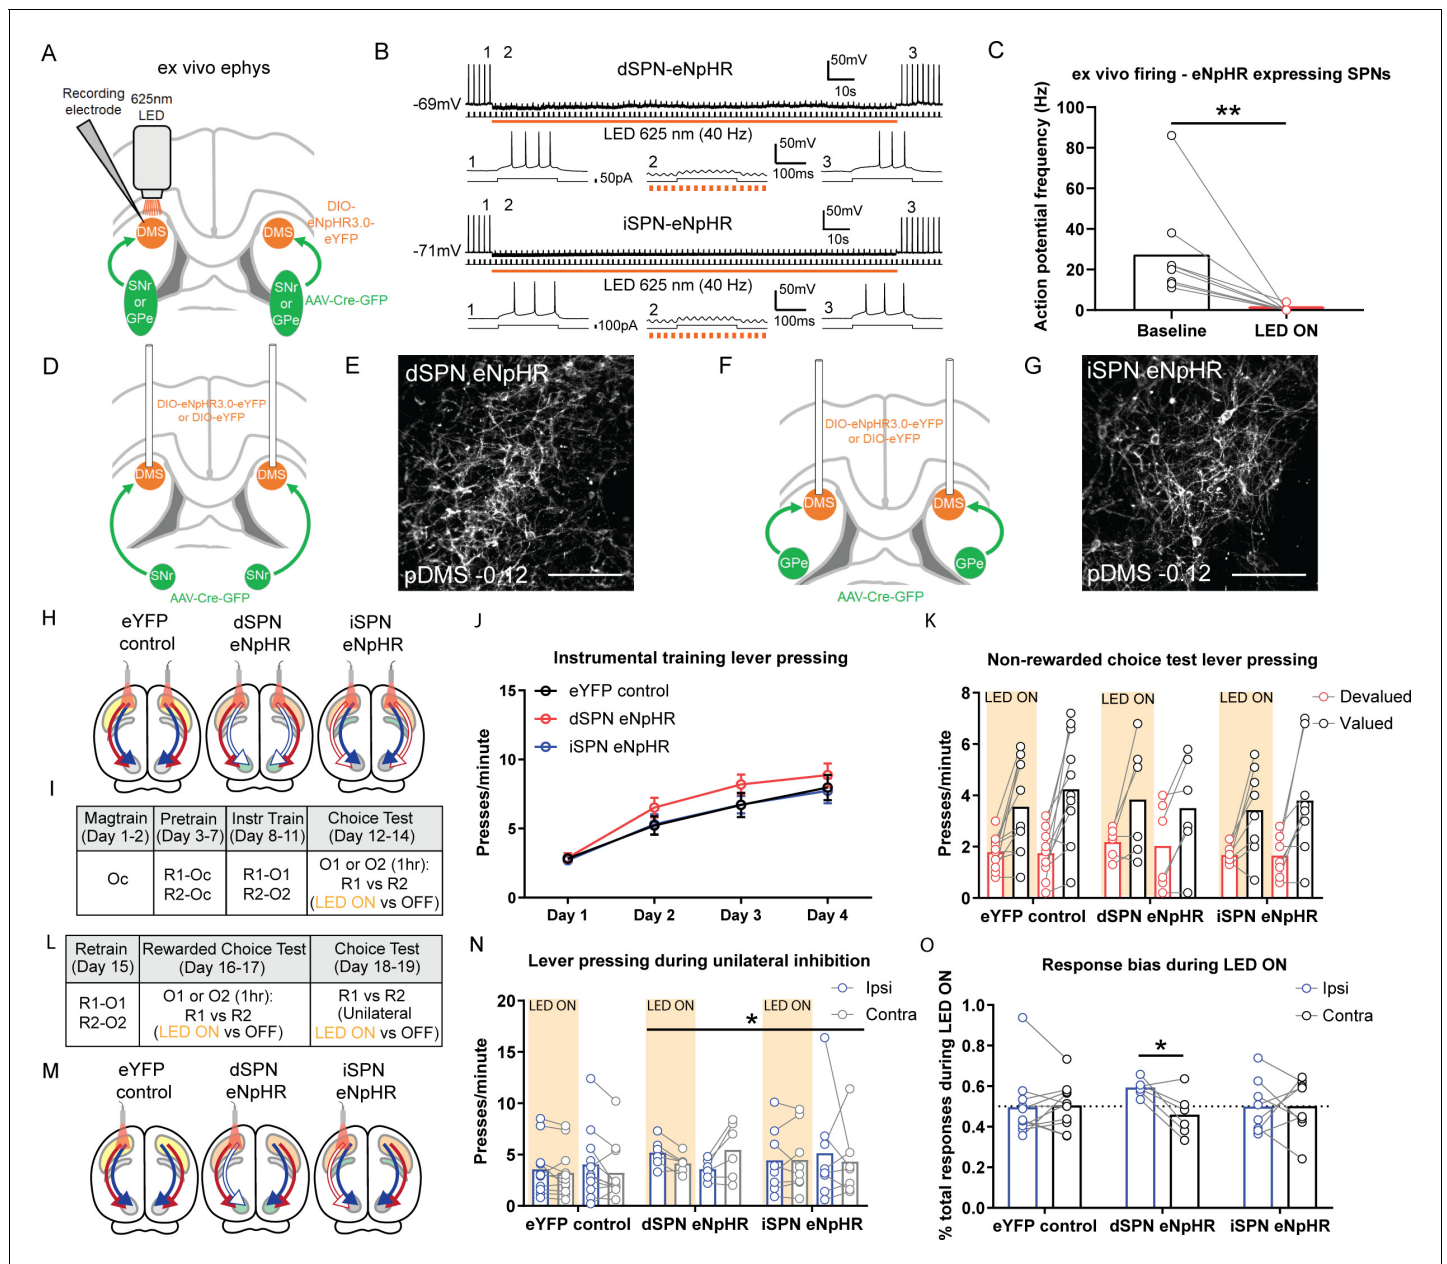 A
ex vivo ephys
Recording
electrode
625nm
LED
DMS
DMS
DIO-
eNpHR3.0-
eYFP
SNr
or
GPe
SNr
or
GPe
AAV-Cre-GFP
B
1 2
dSPN-eNpHR
50mV
10s
3
-69mV
LED 625 nm (40 Hz)
1
50pA
2
50mV
100ms
3
1 2
iSPN-eNpHR
50mV
10s
3
-71mV
LED 625 nm (40 Hz)
1
100pA
2
50mV
100ms
3
C
ex vivo firing - eNpHR expressing SPNs
Action potential frequency (Hz)
100
80
60
40
20
0
**
Baseline LED ON
D
DIO-eNpHR3.0-eYFP
or DIO-eYFP
DMS
DMS
SNr
SNr
AAV-Cre-GFP
E
dSPN eNpHR
pDMS -0.12
F
DIO-eNpHR3.0-eYFP
or DIO-eYFP
DMS
DMS
GPe
GPe
AAV-Cre-GFP
G
iSPN eNpHR
pDMS -0.12
H
eYFP
control
dSPN
eNpHR
iSPN
eNpHR
I
Magtrain
(Day 1-2)
Pretrain
(Day 3-7)
Instr Train
(Day 8-11)
Choice Test
(Day 12-14)
Oc
R1-Oc
R2-Oc
R1-O1
R2-O2
O1 or O2 (1hr):
R1 vs R2
(LED ON vs OFF)
J
Instrumental training lever pressing
Presses/minute
15
10
5
0
eYFP control
dSPN eNpHR
iSPN eNpHR
Day 1 Day 2 Day 3 Day 4
K
Non-rewarded choice test lever pressing
Presses/minute
8
6
4
2
0
LED ON LED ON LED ON
Devalued
Valued
eYFP control dSPN eNpHR iSPN eNpHR
L
Retrain
(Day 15)
Rewarded Choice Test
(Day 16-17)
Choice Test
(Day 18-19)
R1-O1
R2-O2
O1 or O2 (1hr):
R1 vs R2
(LED ON vs OFF)
R1 vs R2
(Unilateral
LED ON vs OFF)
M
eYFP
control
dSPN
eNpHR
iSPN
eNpHR
N
Lever pressing during unilateral inhibition
Presses/minute
20
15
10
5
0
LED ON LED ON LED ON
*
Ipsi
Contra
eYFP control dSPN eNpHR iSPN eNpHR
O
Response bias during LED ON
% total responses during LED ON
1.0
0.8
0.6
0.4
0.2
0.0
*
Ipsi
Contra
eYFP control dSPN eNpHR iSPN eNpHR